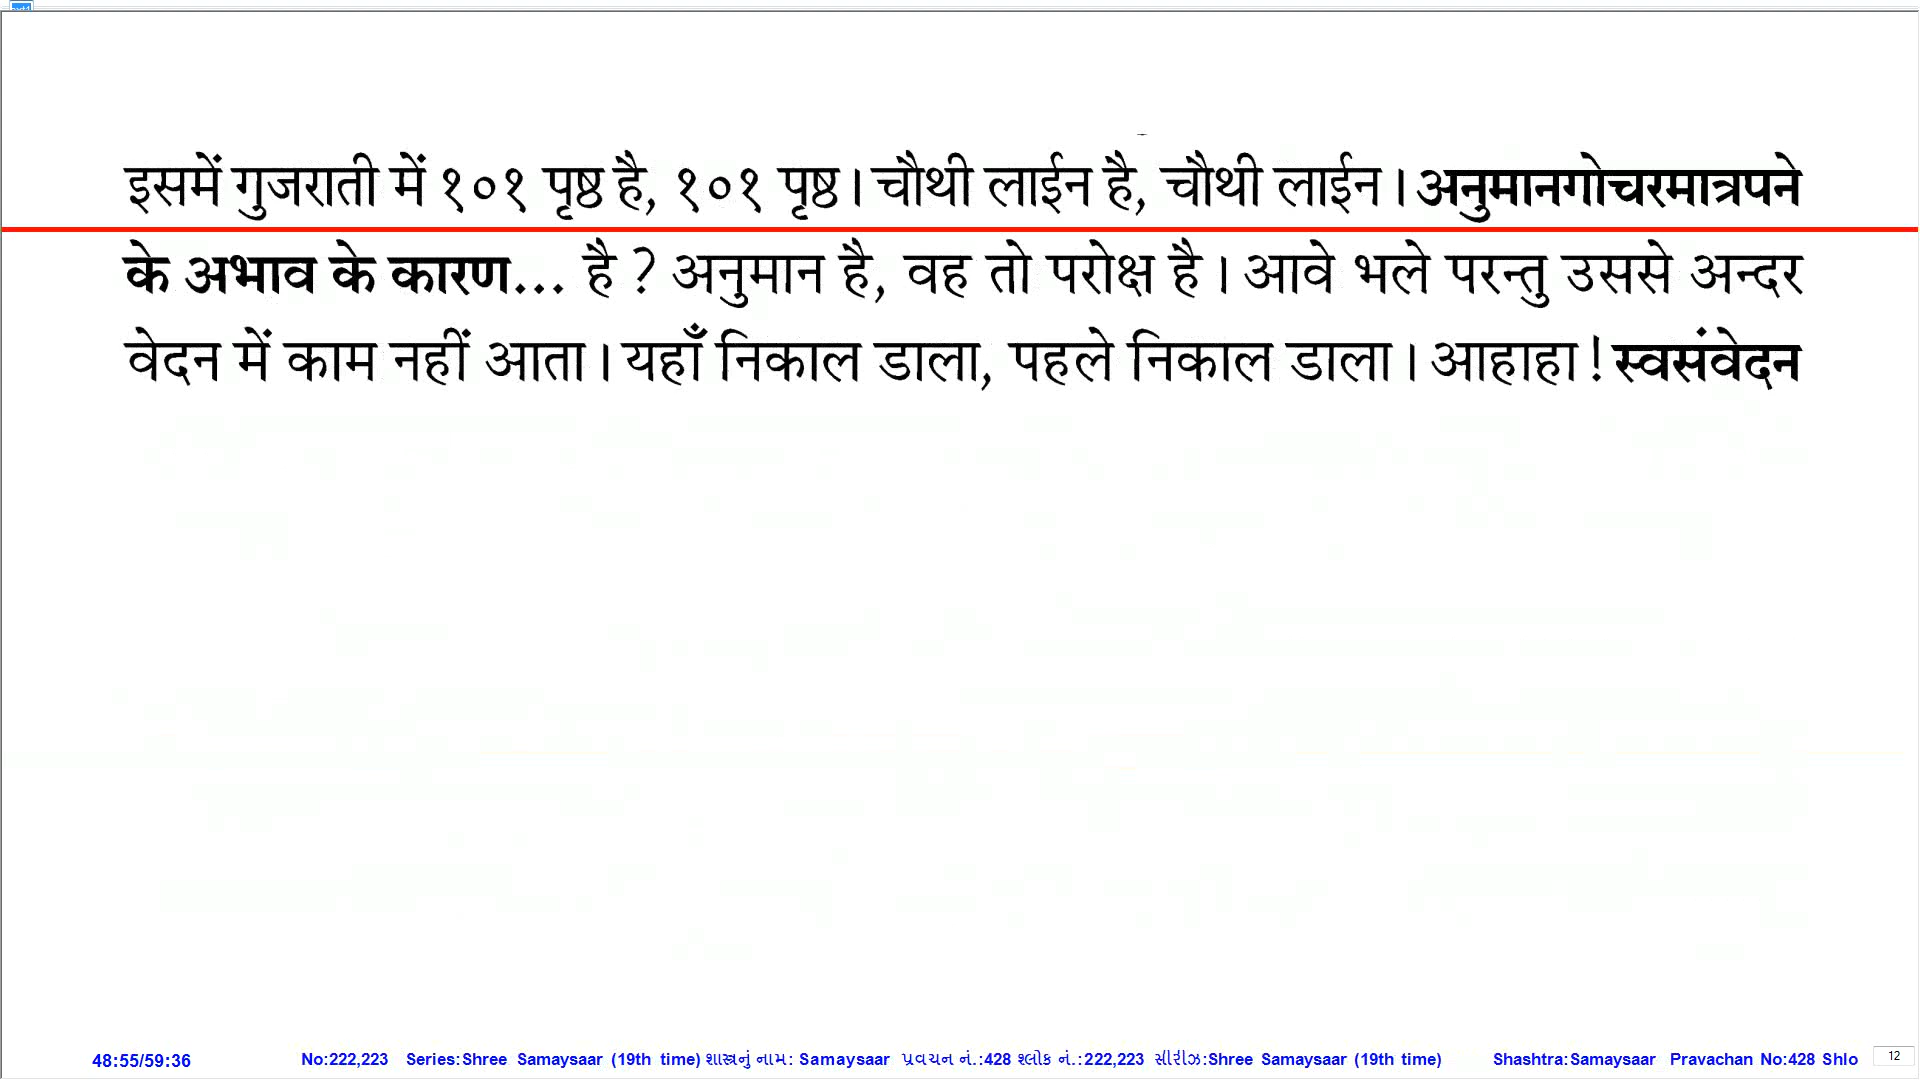 इसमें गुजराती में १०१ पृष्ठ है, १०१ पृष्ठ। चौथी लाईन है, चौथी लाईन। अनुमानगोचरमात्रपने
के अभाव के कारण... है ? अनुमान है, वह तो परोक्ष है। आवे भले परन्तु उससे अन्दर
वेदन में काम नहीं आता। यहाँ निकाल डाला, पहले निकाल डाला। आहाहा! स्वसंवेदन
48:55/59:36 No:222,223 Series:Shree Samaysaar (19th time) શાસ્ત્રનું નામ: Samaysaar પ્રવચન નં.:428 શ્લોક નં.:222,223 સીરીઝ:Shree Samaysaar (19th time) Shashtra:Samaysaar Pravachan No:428 Shlo 12